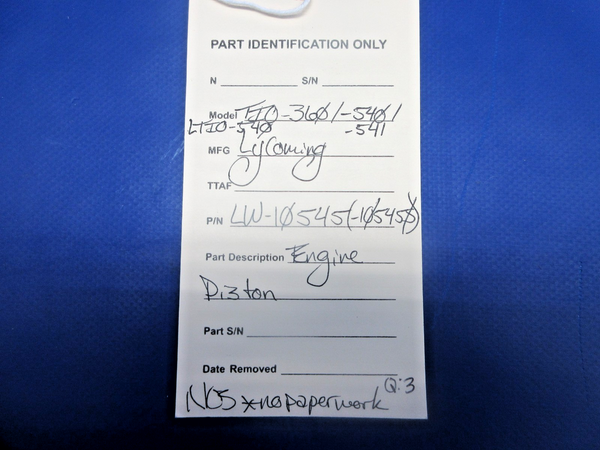 PART IDENTIFICATION ONLY
N S/N
Model TIO-360/-540/
LTIO-540 -541
MFG Lycoming
TTAF
P/N LW-10545(-10545S)
Part Description Engine
Piston
Part S/N
Date Removed
NOS *no paperwork Q:3